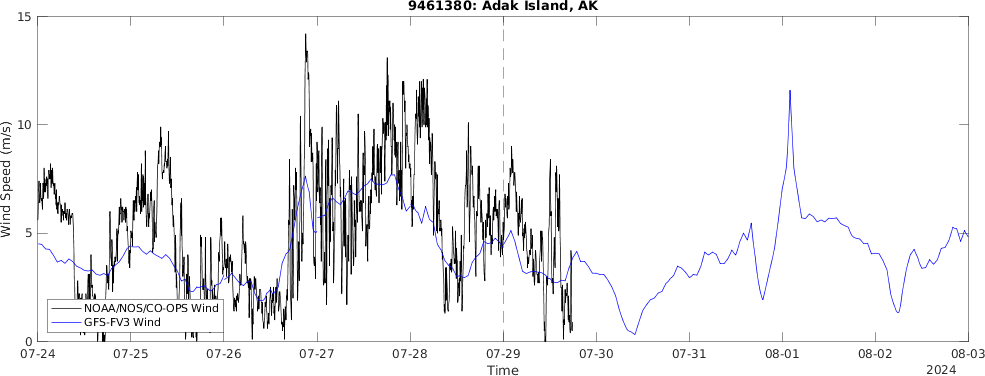 9461380: Adak Island, AK
Wind Speed (m/s)
15
10
5
0
NOAA/NOS/CO-OPS Wind
GFS-FV3 Wind
07-24 07-25 07-26 07-27 07-28 07-29 07-30 07-31 08-01 08-02 08-03
Time
2024